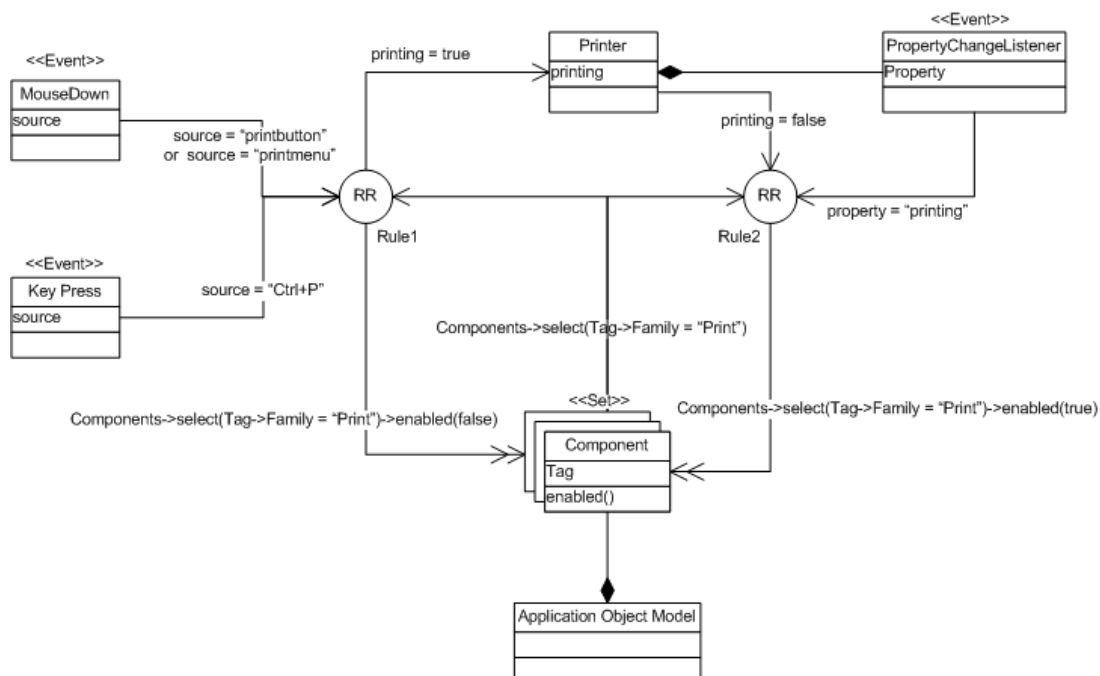 <<Event>>
MouseDown
source
source = "printbutton"
or source = "printmenu"
printing = true
Printer
printing
<<Event>>
PropertyChangeListener
Property
printing = false
RR
Rule1
RR
Rule2
property = "printing"
<<Event>>
Key Press
source
source = "Ctrl+P"
Components->select(Tag->Family = "Print")
Components->select(Tag->Family = "Print")->enabled(false)
<<Set>>
Components->select(Tag->Family = "Print")->enabled(true)
Component
Tag
enabled()
Application Object Model